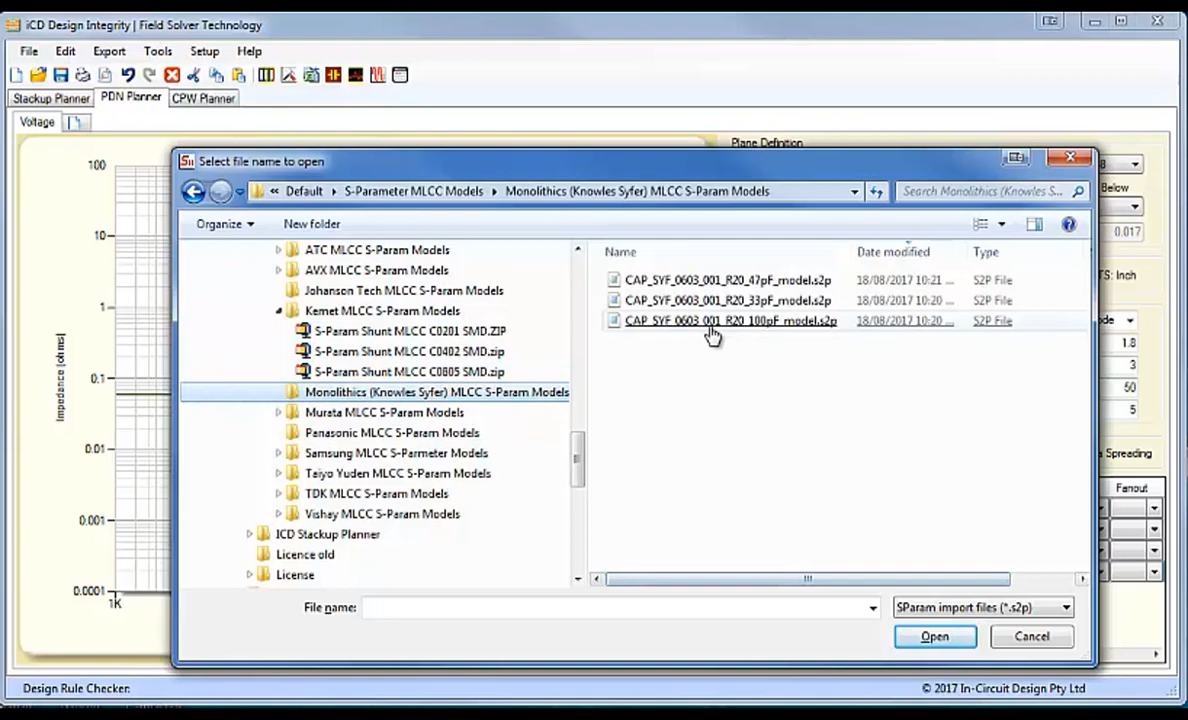 iCD Design Integrity | Field Solver Technology
File Edit Export Tools Setup Help
Stackup Planner PDN Planner CPW Planner
Voltage
Plane Definition
Select file name to open
« Default S-Parameter MLCC Models Monolithics (Knowles Syfer) MLCC S-Param Models
Search Monolithics (Knowles S...
Organize New folder
Name Date modified Type
ATC MLCC S-Param Models
AVX MLCC S-Param Models
Johanson Tech MLCC S-Param Models
Kemet MLCC S-Param Models
S-Param Shunt MLCC C0201 SMD.ZIP
S-Param Shunt MLCC C0402 SMD.zip
S-Param Shunt MLCC C0805 SMD.zip
Monolithics (Knowles Syfer) MLCC S-Param Models
Murata MLCC S-Param Models
Panasonic MLCC S-Param Models
Samsung MLCC S-Parmeter Models
Taiyo Yuden MLCC S-Param Models
TDK MLCC S-Param Models
Vishay MLCC S-Param Models
ICD Stackup Planner
Licence old
License
CAP_SYF_0603_001_R20_47pF_model.s2p 18/08/2017 10:21 ... S2P File
CAP_SYF_0603_001_R20_33pF_model.s2p 18/08/2017 10:20 ... S2P File
CAP_SYF_0603_001_R20_100pF_model.s2p 18/08/2017 10:20 ... S2P File
File name:
SParam import files (*.s2p)
Open Cancel
Impedance [ohms]
100
10
1
0.1
0.01
0.001
0.0001
1K
8
Below
0.017
TS: Inch
ode
1.8
3
50
5
a Spreading
Fanout
Design Rule Checker:
© 2017 In-Circuit Design Pty Ltd